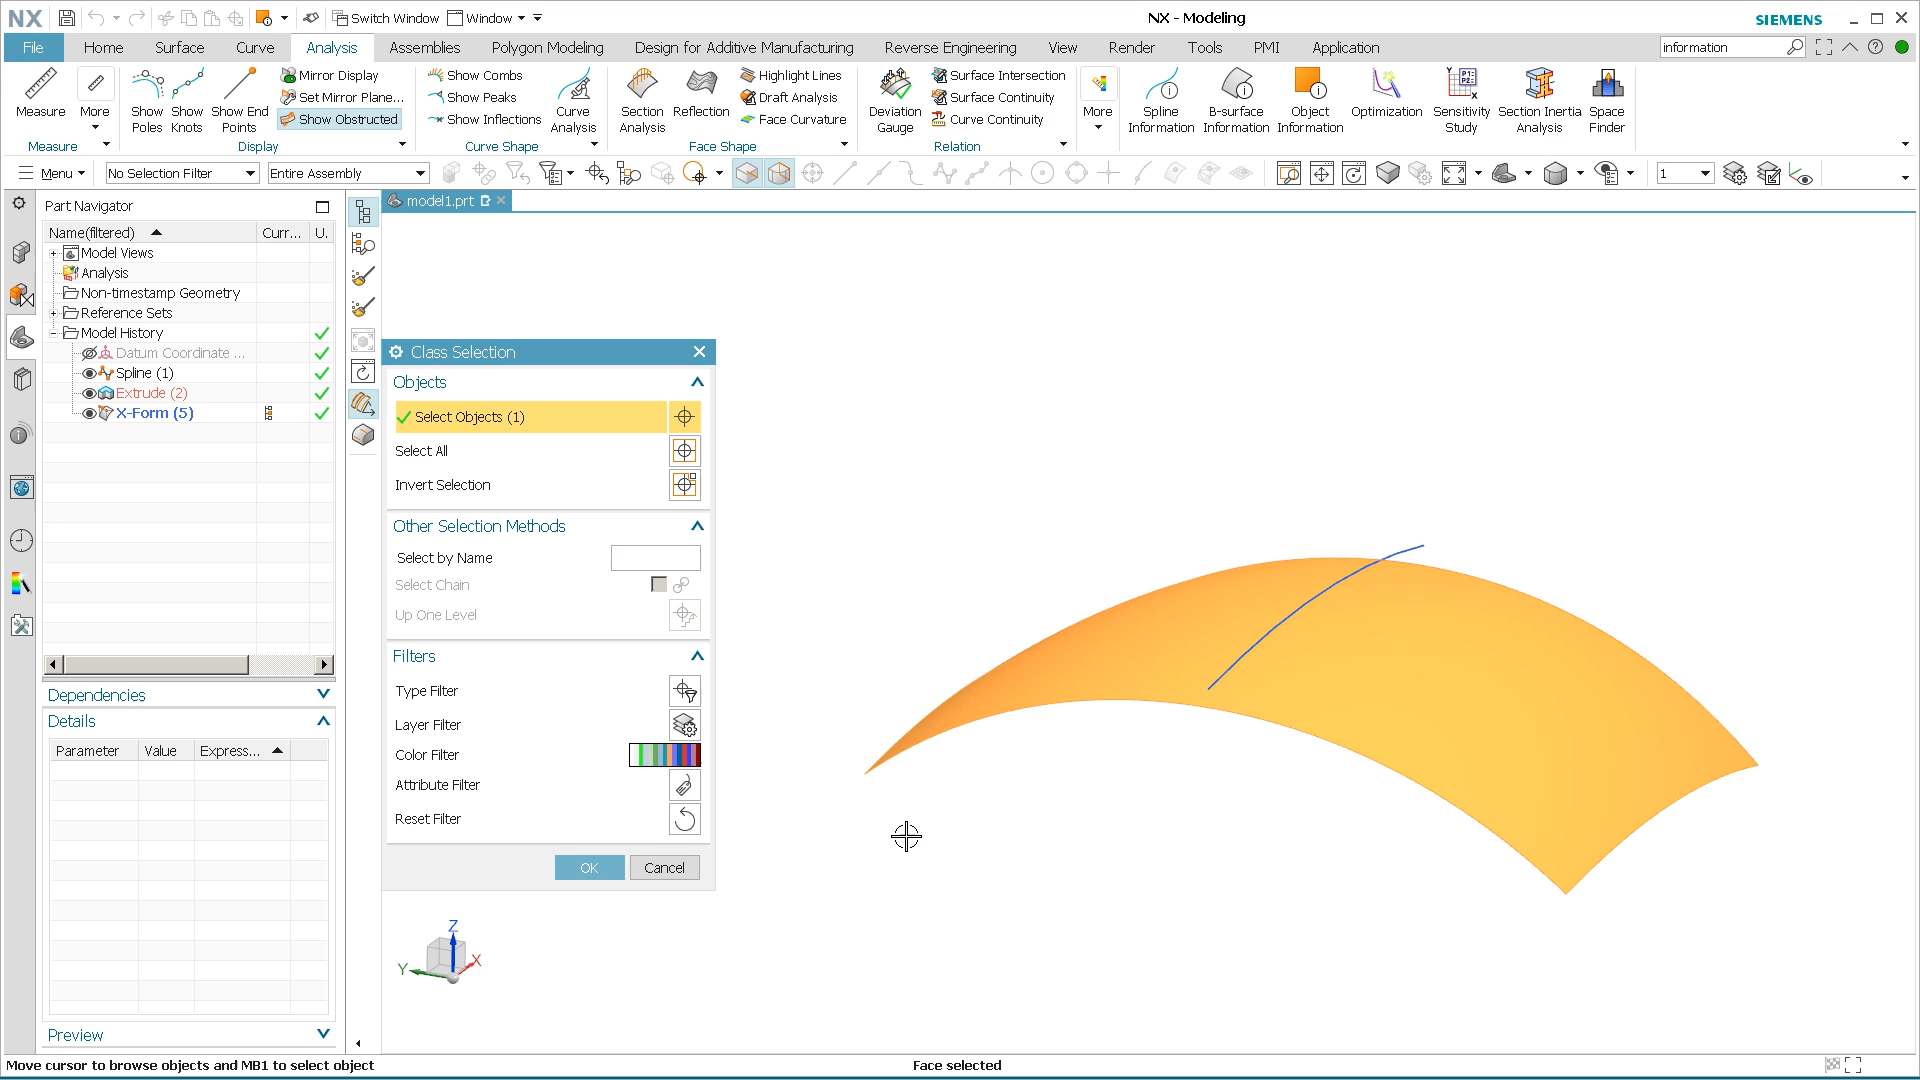 NX
Switch Window
Window
NX - Modeling
SIEMENS
File
Home
Surface
Curve
Analysis
Assemblies
Polygon Modeling
Design for Additive Manufacturing
Reverse Engineering
View
Render
Tools
PMI
Application
information
Measure
More
Measure
Show Poles
Show Knots
Show End Points
Mirror Display
Set Mirror Plane...
Show Obstructed
Display
Show Combs
Show Peaks
Show Inflections
Curve Analysis
Curve Shape
Section Analysis
Reflection
Highlight Lines
Draft Analysis
Face Curvature
Face Shape
Deviation Gauge
Surface Intersection
Surface Continuity
Curve Continuity
Relation
More
Spline Information
B-surface Information
Object Information
Optimization
Sensitivity Study
Section Inertia Analysis
Space Finder
Menu
No Selection Filter
Entire Assembly
1
Part Navigator
model1.prt
Name(filtered)
Curr...
U.
Model Views
Analysis
Non-timestamp Geometry
Reference Sets
Model History
Datum Coordinate ...
Spline (1)
Extrude (2)
X-Form (5)
Dependencies
Details
Parameter
Value
Express...
Preview
Class Selection
Objects
Select Objects (1)
Select All
Invert Selection
Other Selection Methods
Select by Name
Select Chain
Up One Level
Filters
Type Filter
Layer Filter
Color Filter
Attribute Filter
Reset Filter
OK
Cancel
Z
Y
X
Move cursor to browse objects and MB1 to select object
Face selected